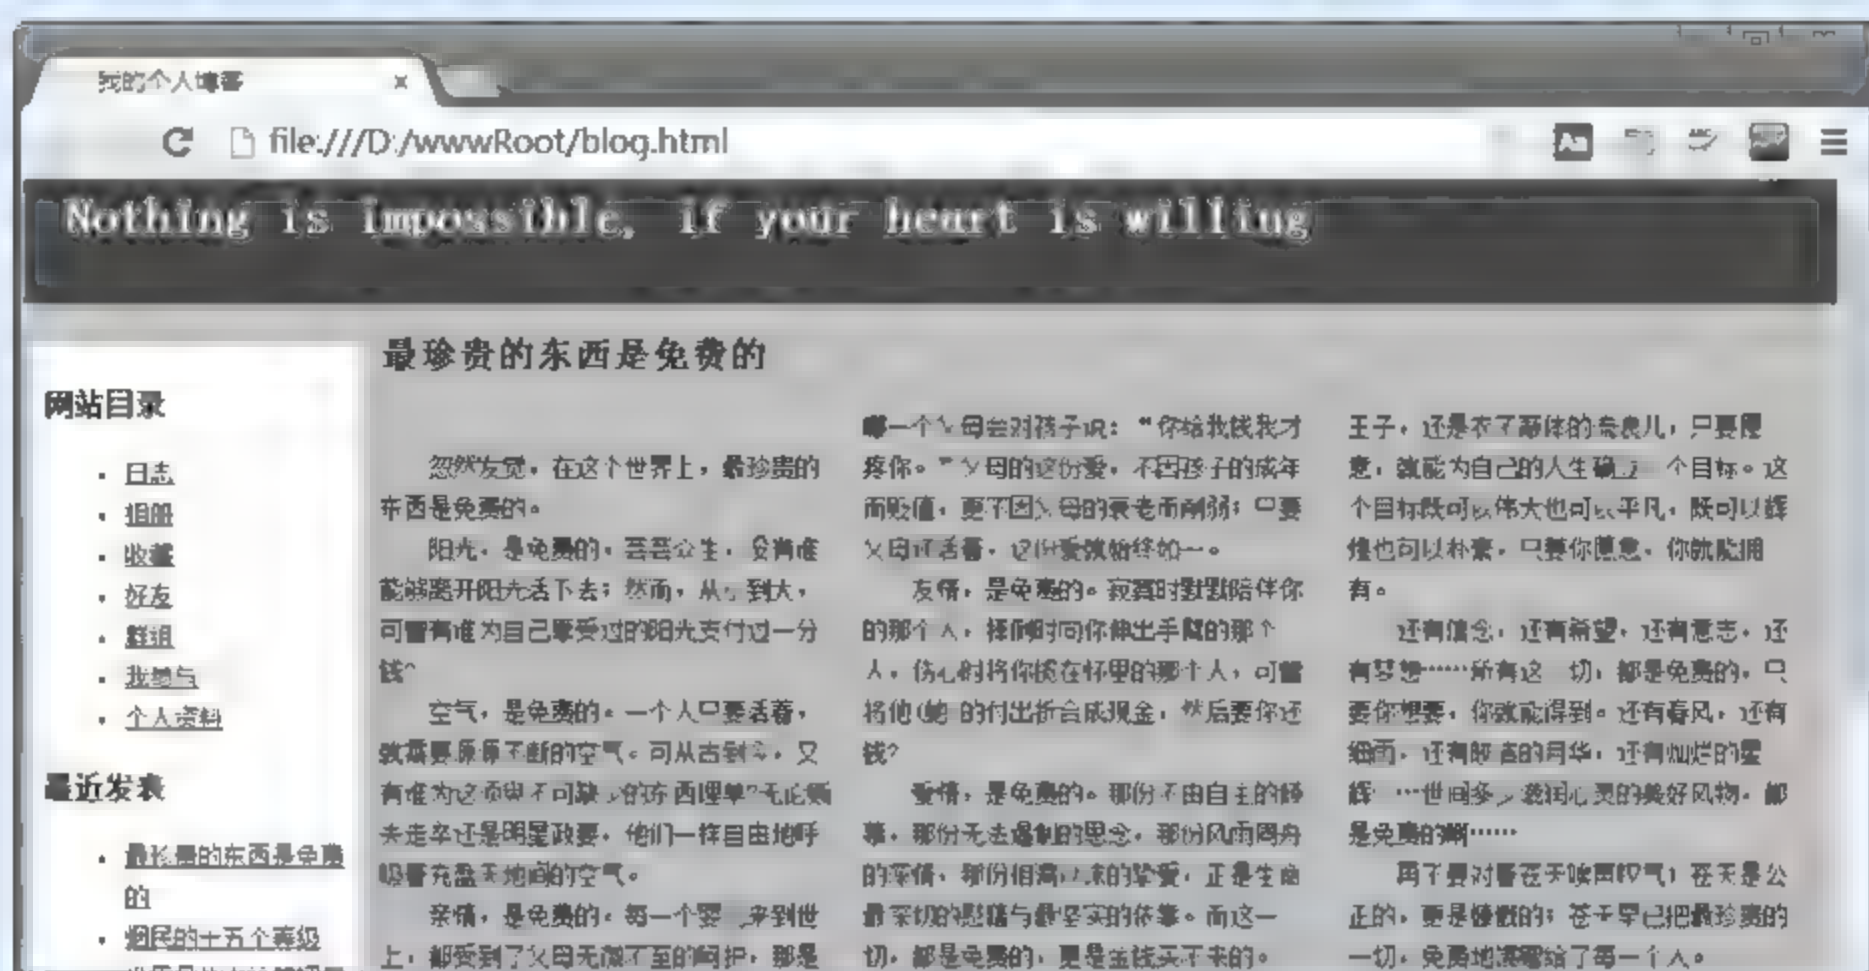 我的个人博客
file:///D:/wwwRoot/blog.html
Nothing is impossible, if your heart is willing
网站目录
日志
相册
收藏
好友
群组
我参与
个人资料
最近发表
最珍贵的东西是免费
的
烟民的十五个等级
最珍贵的东西是免费的
忽然发觉，在这个世界上，最珍贵的
东西是免费的。
阳光，是免费的，芸芸众生，没有谁
能够离开阳光活下去；然而，从小到大，
可曾有谁为自己享受过的阳光支付过一分
钱?
空气，是免费的。一个人只要活着，
就需要源源不断的空气。可从古到今，又
有谁为这项必不可缺少的东西埋单?无论贩
夫走卒还是明星政要，他们一样自由地呼
吸着充盈天地间的空气。
亲情，是免费的。每一个婴 来到世
上，都受到了父母无微不至的呵护，那是
哪一个父母会对孩子说：“你给我钱我才
疼你。”父母的这份爱，不因孩子的成年
而贬值，更不因父母的衰老而削弱；只要
父母还活着，这份爱就始终如一。
友情，是免费的。寂寞时默默陪伴你
的那个人，摔倒时向你伸出手臂的那个
人，伤心时将你揽在怀里的那个人，可曾
将他(她 的付出折合成现金，然后要你还
钱?
爱情，是免费的。那份不由自主的倾
慕，那份无法遏制的思念，那份风雨同舟
的深情，那份相濡以沫的挚爱，正是生命
最深切的慰藉与最坚实的依靠。而这一
切，都是免费的，更是金钱买不来的。
王子，还是衣不蔽体的流浪儿，只要愿
意，就能为自己的人生确立 个目标。这
个目标既可以伟大也可以平凡，既可以辉
煌也可以朴素，只要你愿意，你就能拥
有。
还有信念，还有希望，还有意志，还
有梦想……所有这 切，都是免费的，只
要你想要，你就能得到。还有春风，还有
细雨，还有皎洁的月华，还有灿烂的星
辉 …世间多少滋润心灵的美好风物，都
是免费的啊……
再不要对着苍天唉声叹气；苍天是公
正的，更是慷慨的；苍天早已把最珍贵的
一切，免费地馈赠给了每一个人。